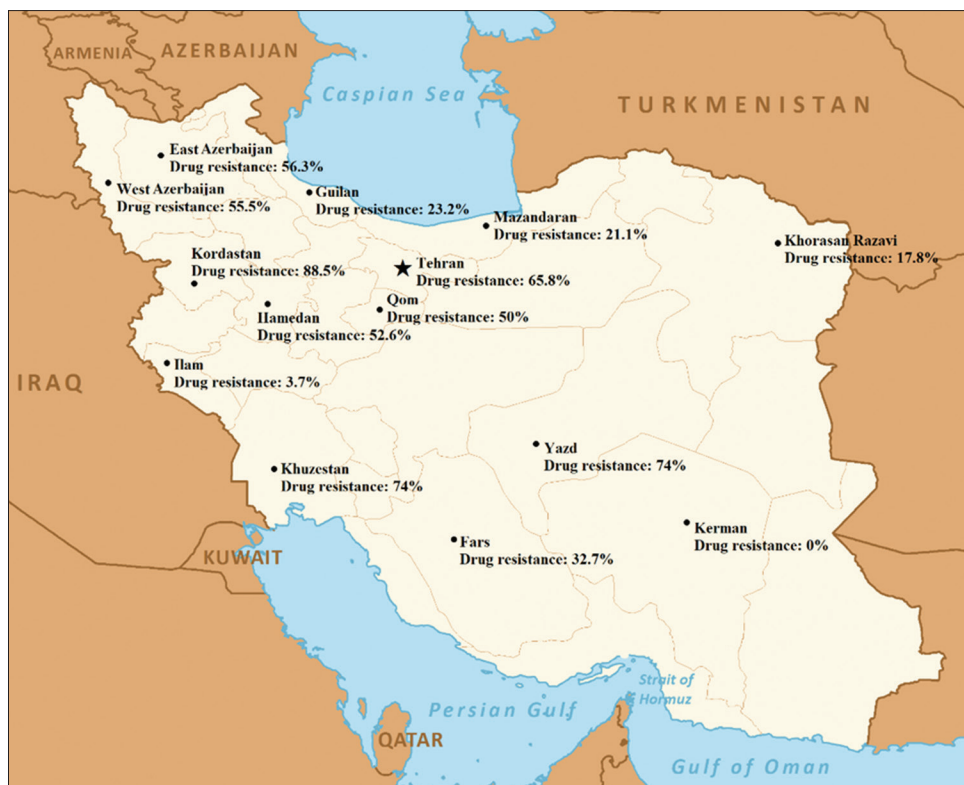 ARMENIA
AZERBAIJAN
Caspian Sea
TURKMENISTAN
East Azerbaijan
Drug resistance: 56.3%
West Azerbaijan
Drug resistance: 55.5%
Guilan
Drug resistance: 23.2%
Mazandaran
Drug resistance: 21.1%
Khorasan Razavi
Drug resistance: 17.8%
Kordastan
Drug resistance: 88.5%
Tehran
Drug resistance: 65.8%
Qom
Drug resistance: 50%
Hamedan
Drug resistance: 52.6%
Ilam
Drug resistance: 3.7%
IRAQ
Yazd
Drug resistance: 74%
Khuzestan
Drug resistance: 74%
Kerman
Drug resistance: 0%
Fars
Drug resistance: 32.7%
KUWAIT
Strait of
Hormuz
Persian Gulf
QATAR
Gulf of Oman